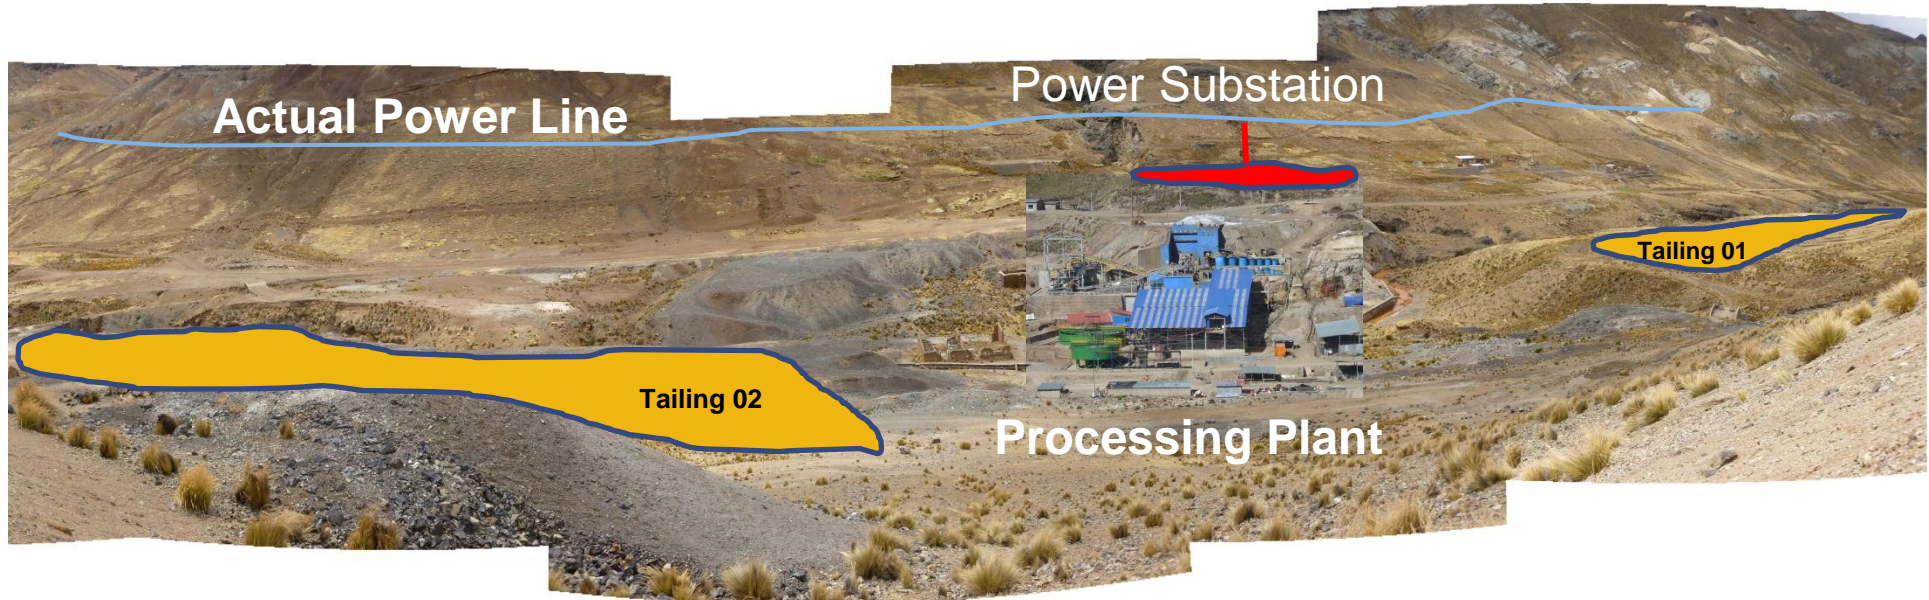 Power Substation
Actual Power Line
Tailing 01
Tailing 02
Processing Plant